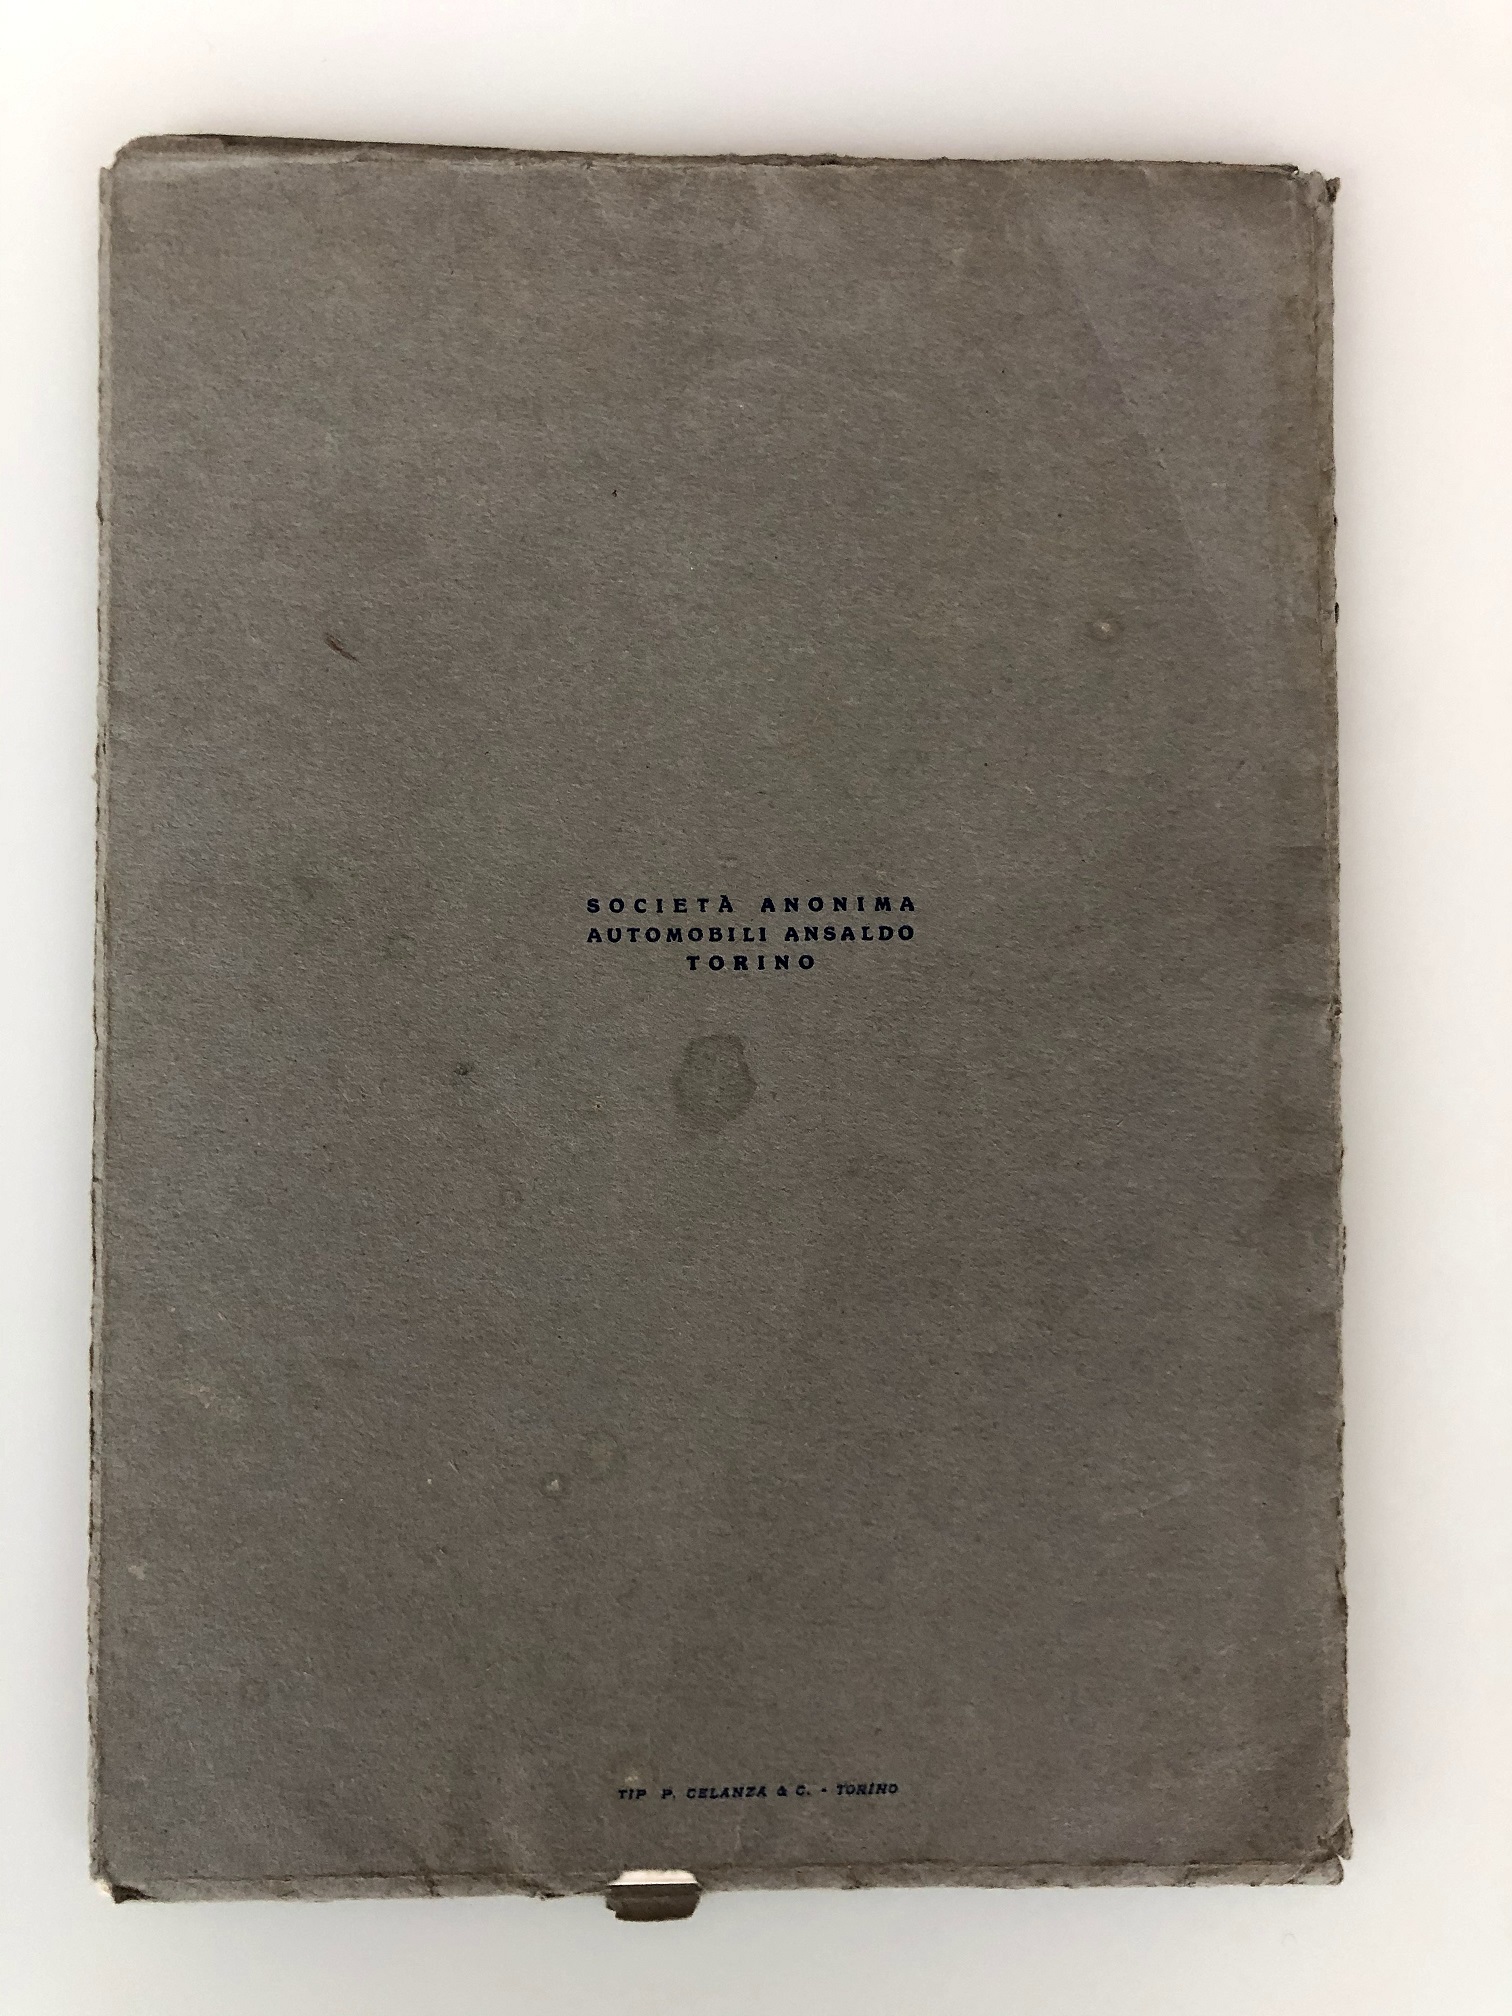 SOCIETÀ ANONIMA
AUTOMOBILI ANSALDO
TORINO
TIP P. CELANZA & C. - TORINO